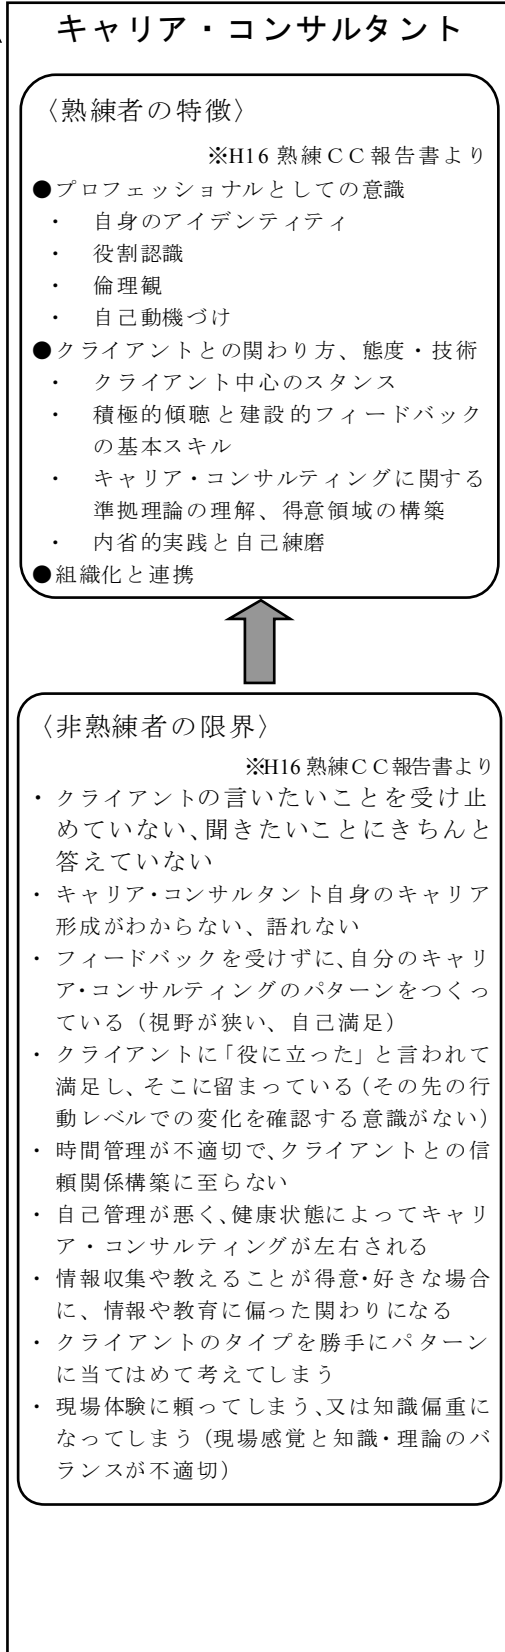 キャリア・コンサルタント
〈熟練者の特徴〉
※H16 熟練ＣＣ報告書より
●プロフェッショナルとしての意識
・ 自身のアイデンティティ
・ 役割認識
・ 倫理観
・ 自己動機づけ
●クライアントとの関わり方、態度・技術
・ クライアント中心のスタンス
・ 積極的傾聴と建設的フィードバック
の基本スキル
・ キャリア・コンサルティングに関する
準拠理論の理解、得意領域の構築
・ 内省的実践と自己練磨
●組織化と連携
〈非熟練者の限界〉
※H16 熟練ＣＣ報告書より
・クライアントの言いたいことを受け止
めていない、聞きたいことにきちんと
答えていない
・キャリア・コンサルタント自身のキャリア
形成がわからない、語れない
・フィードバックを受けずに、自分のキャリ
ア・コンサルティングのパターンをつくっ
ている（視野が狭い、自己満足）
・クライアントに「役に立った」と言われて
満足し、そこに留まっている（その先の行
動レベルでの変化を確認する意識がない）
・時間管理が不適切で、クライアントとの信
頼関係構築に至らない
・自己管理が悪く、健康状態によってキャリ
ア・コンサルティングが左右される
・情報収集や教えることが得意・好きな場合
に、情報や教育に偏った関わりになる
・クライアントのタイプを勝手にパターン
に当てはめて考えてしまう
・現場体験に頼ってしまう、又は知識偏重に
なってしまう（現場感覚と知識・理論のバ
ランスが不適切）